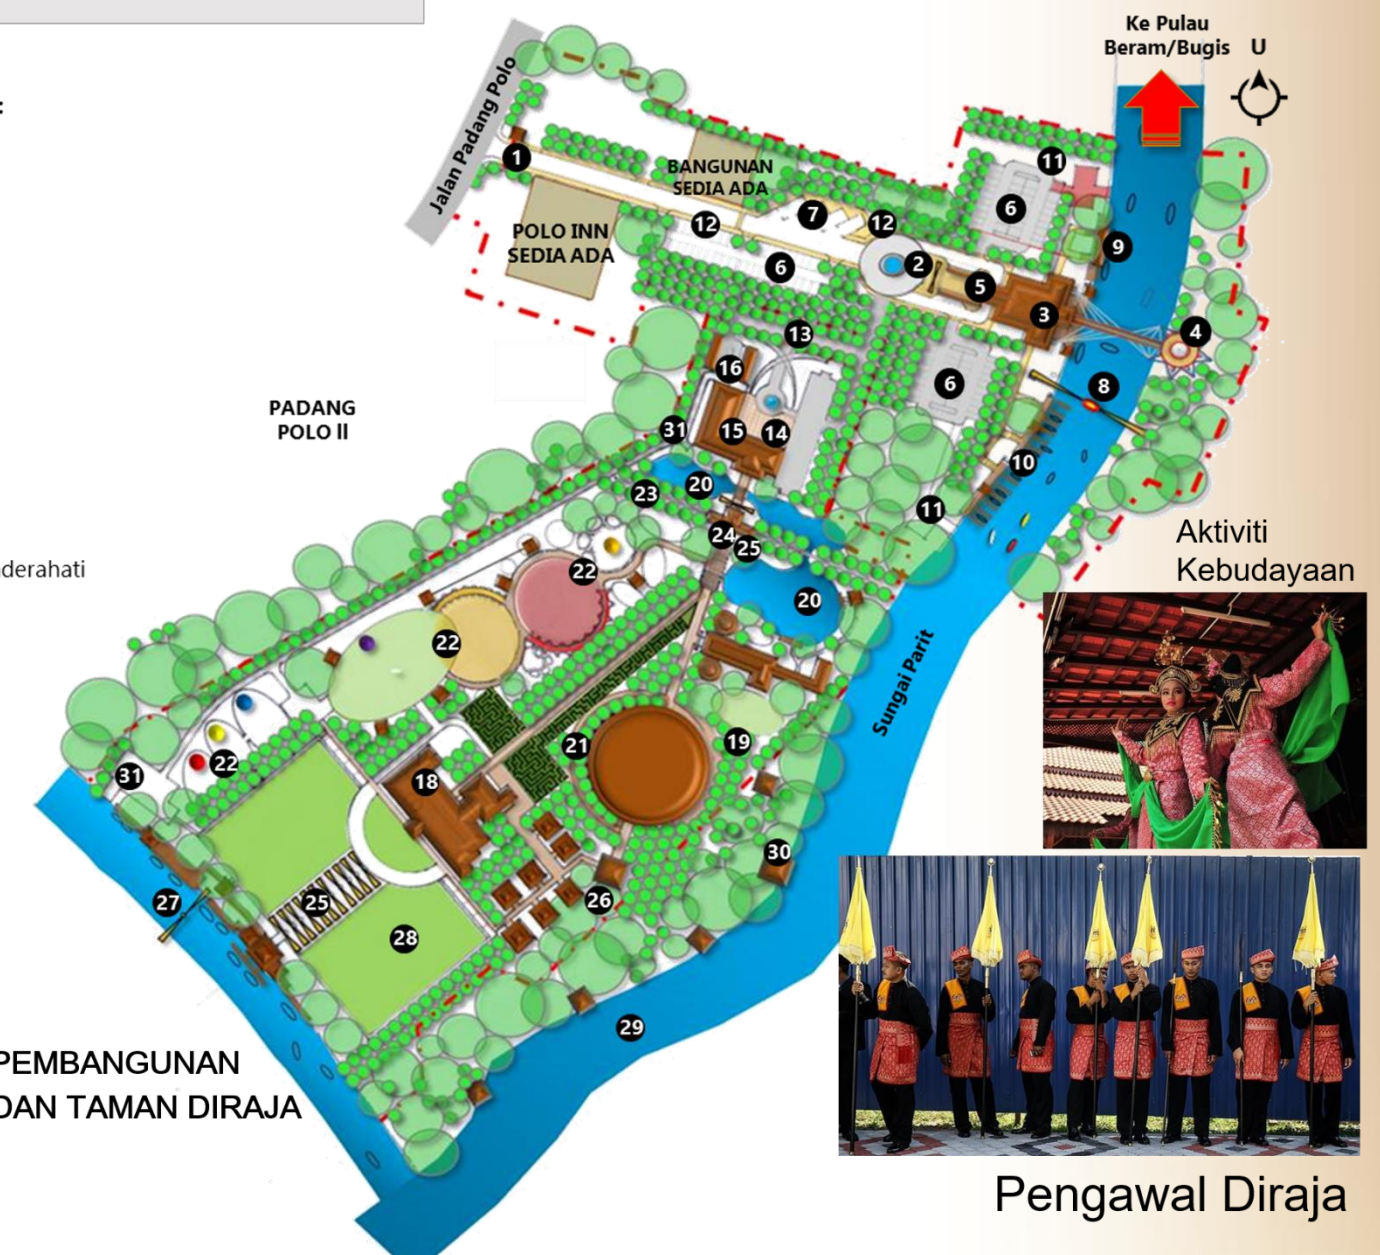 Ke Pulau
Beram/Bugis
U
:
Jalan Padang Polo
1
BANGUNAN
SEDIA ADA
POLO INN
SEDIA ADA
12
7
12
6
11
6
2
5
9
3
4
13
16
6
8
PADANG
POLO II
31
15
14
10
20
23
11
24
25
Aktiviti
Kebudayaan
derahati
22
20
22
Sungai Parit
19
21
31
22
18
30
27
25
26
28
29
PEMBANGUNAN
DAN TAMAN DIRAJA
Pengawal Diraja